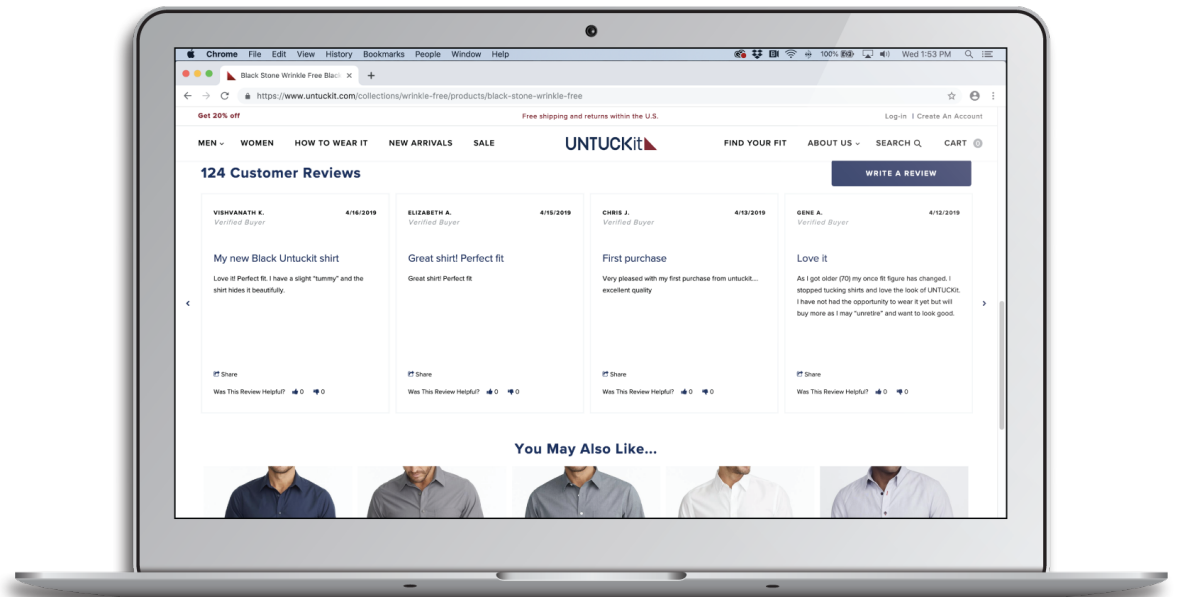 Chrome File Edit View History Bookmarks People Window Help
100% Wed 1:53 PM
Black Stone Wrinkle Free Black
https://www.untuckit.com/collections/wrinkle-free/products/black-stone-wrinkle-free
Get 20% off Free shipping and returns within the U.S. Log-in | Create An Account
MEN WOMEN HOW TO WEAR IT NEW ARRIVALS SALE UNTUCKit FIND YOUR FIT ABOUT US SEARCH CART 0
124 Customer Reviews WRITE A REVIEW
VISHVANATH K. 4/16/2019
Verified Buyer
My new Black Untuckit shirt
Love it! Perfect fit. I have a slight "tummy" and the
shirt hides it beautifully.
Share
Was This Review Helpful? 0 0
ELIZABETH A. 4/15/2019
Verified Buyer
Great shirt! Perfect fit
Great shirt! Perfect fit
Share
Was This Review Helpful? 0 0
CHRIS J. 4/13/2019
Verified Buyer
First purchase
Very pleased with my first purchase from untuckit....
excellent quality
Share
Was This Review Helpful? 0 0
GENE A. 4/12/2019
Verified Buyer
Love it
As I got older (70) my once fit figure has changed. I
stopped tucking shirts and love the look of UNTUCKit.
I have not had the opportunity to wear it yet but will
buy more as I may "unretire" and want to look good.
Share
Was This Review Helpful? 0 0
You May Also Like...